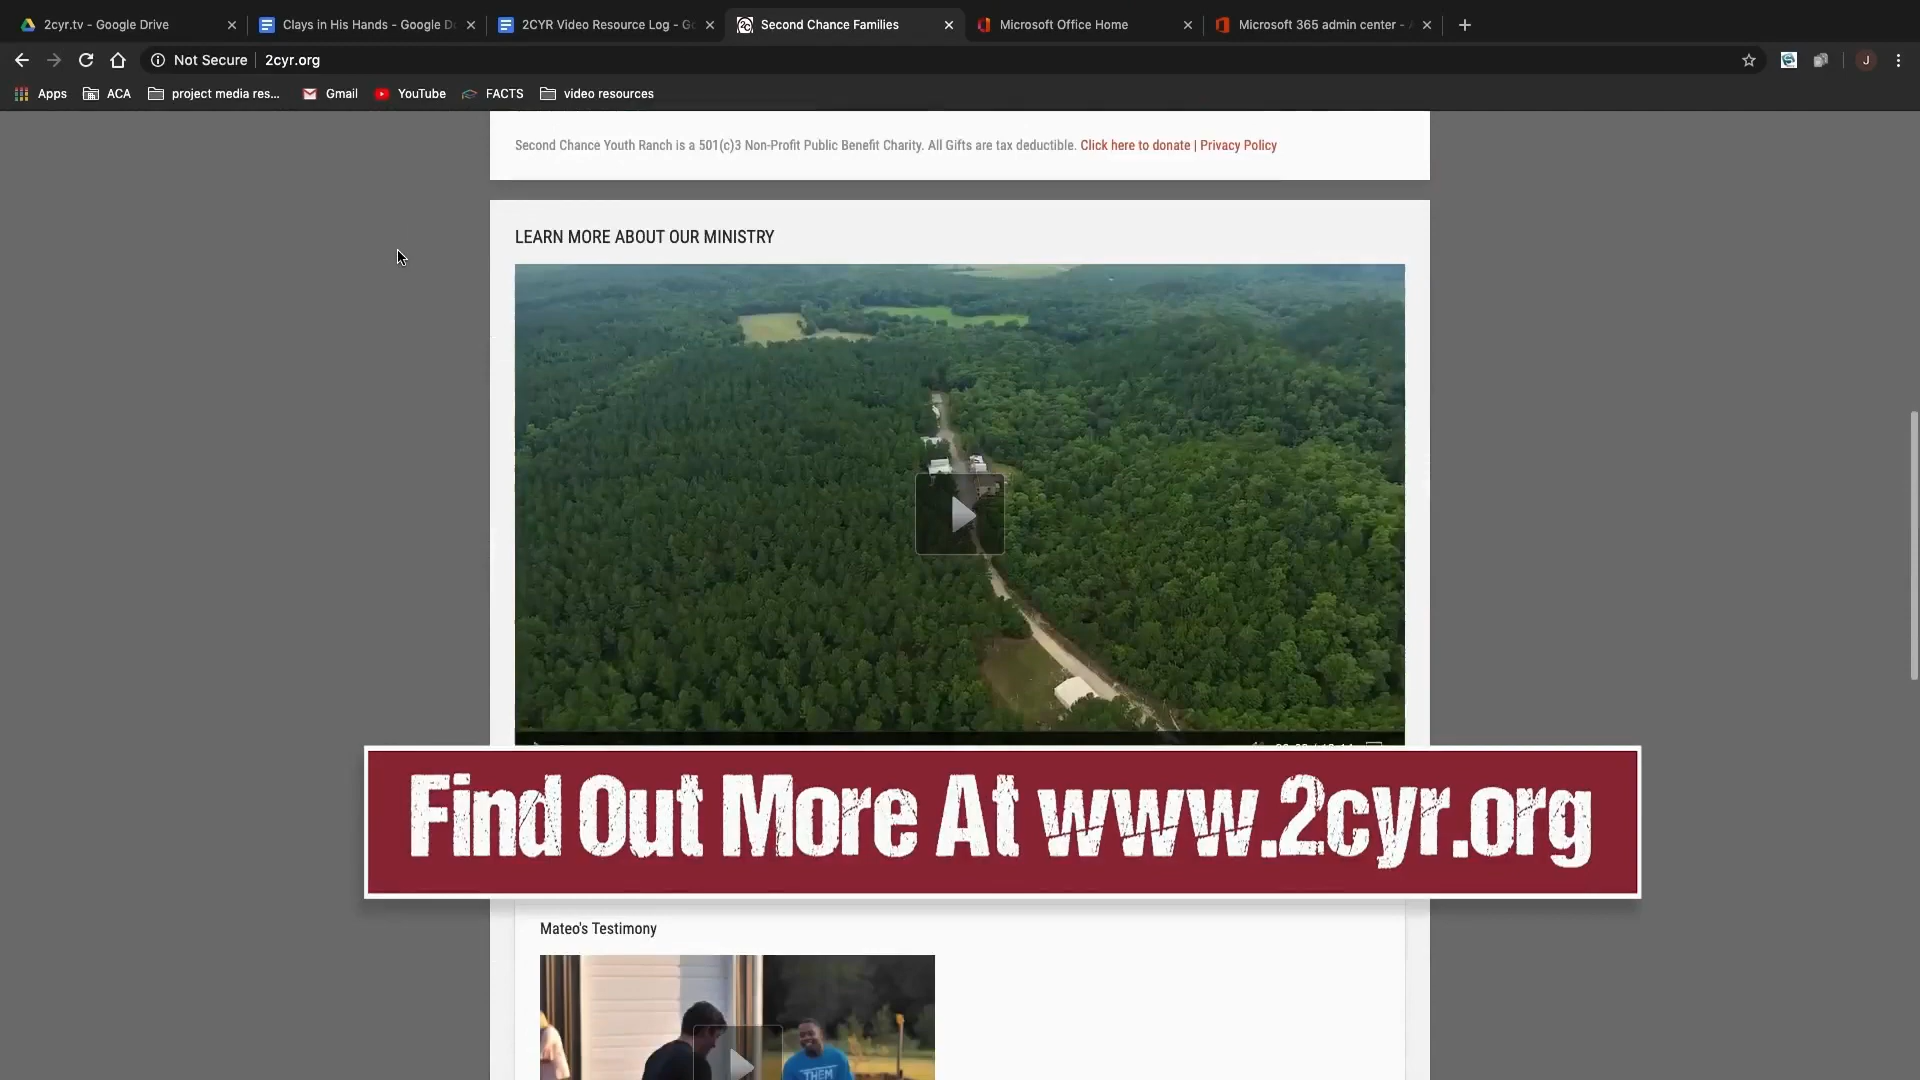 2cyr.tv - Google Drive
Clays in His Hands - Google D
2CYR Video Resource Log - Go
Second Chance Families
Microsoft Office Home
Microsoft 365 admin center -
Not Secure
2cyr.org
J
Apps
ACA
project media res...
Gmail
YouTube
FACTS
video resources
Second Chance Youth Ranch is a 501(c)3 Non-Profit Public Benefit Charity. All Gifts are tax deductible. Click here to donate | Privacy Policy
LEARN MORE ABOUT OUR MINISTRY
Find Out More At www.2cyr.org
Mateo's Testimony
THEM